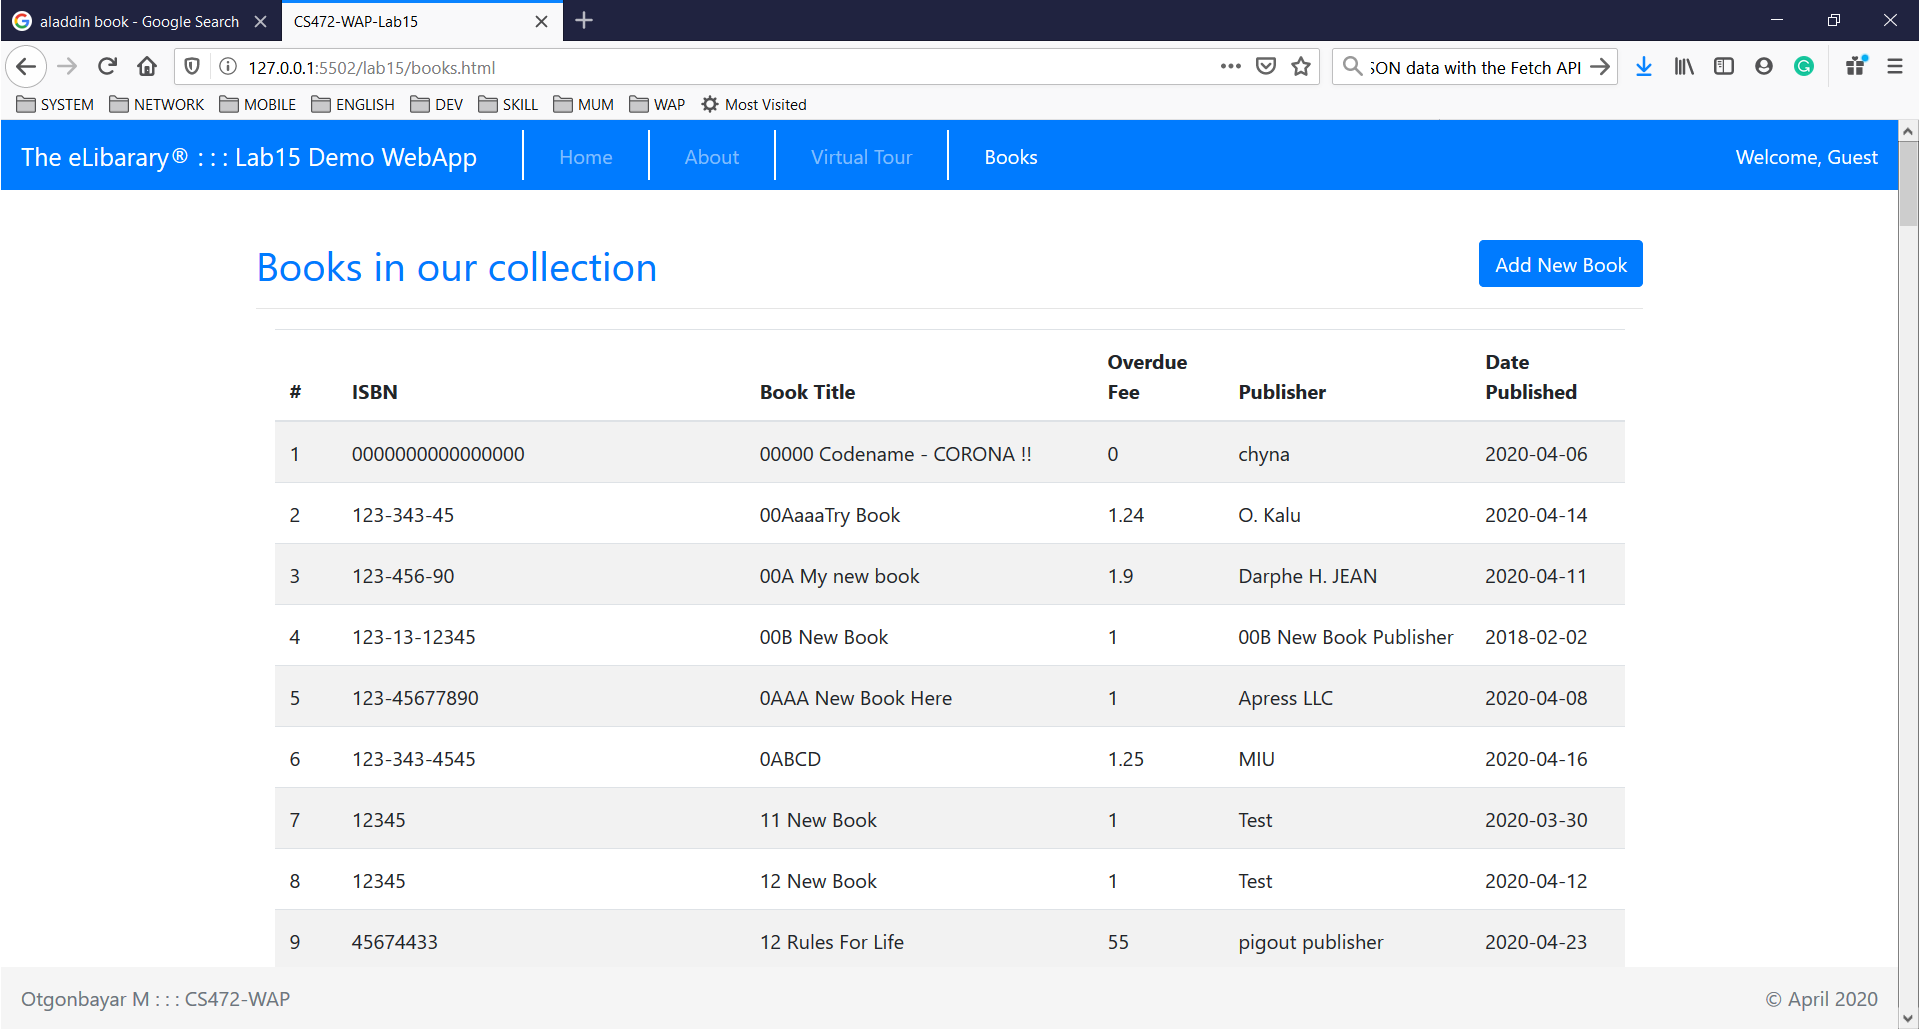 aladdin book - Google Search
CS472-WAP-Lab15
127.0.0.1:5502/lab15/books.html
SON data with the Fetch API
SYSTEM NETWORK MOBILE ENGLISH DEV SKILL MUM WAP Most Visited
The eLibarary® : : : Lab15 Demo WebApp Home About Virtual Tour Books Welcome, Guest
Books in our collection
Add New Book
# ISBN Book Title Overdue Fee Publisher Date Published
1 0000000000000000 00000 Codename - CORONA !! 0 chyna 2020-04-06
2 123-343-45 00AaaaTry Book 1.24 O. Kalu 2020-04-14
3 123-456-90 00A My new book 1.9 Darphe H. JEAN 2020-04-11
4 123-13-12345 00B New Book 1 00B New Book Publisher 2018-02-02
5 123-45677890 0AAA New Book Here 1 Apress LLC 2020-04-08
6 123-343-4545 0ABCD 1.25 MIU 2020-04-16
7 12345 11 New Book 1 Test 2020-03-30
8 12345 12 New Book 1 Test 2020-04-12
9 45674433 12 Rules For Life 55 pigout publisher 2020-04-23
Otgonbayar M : : : CS472-WAP © April 2020